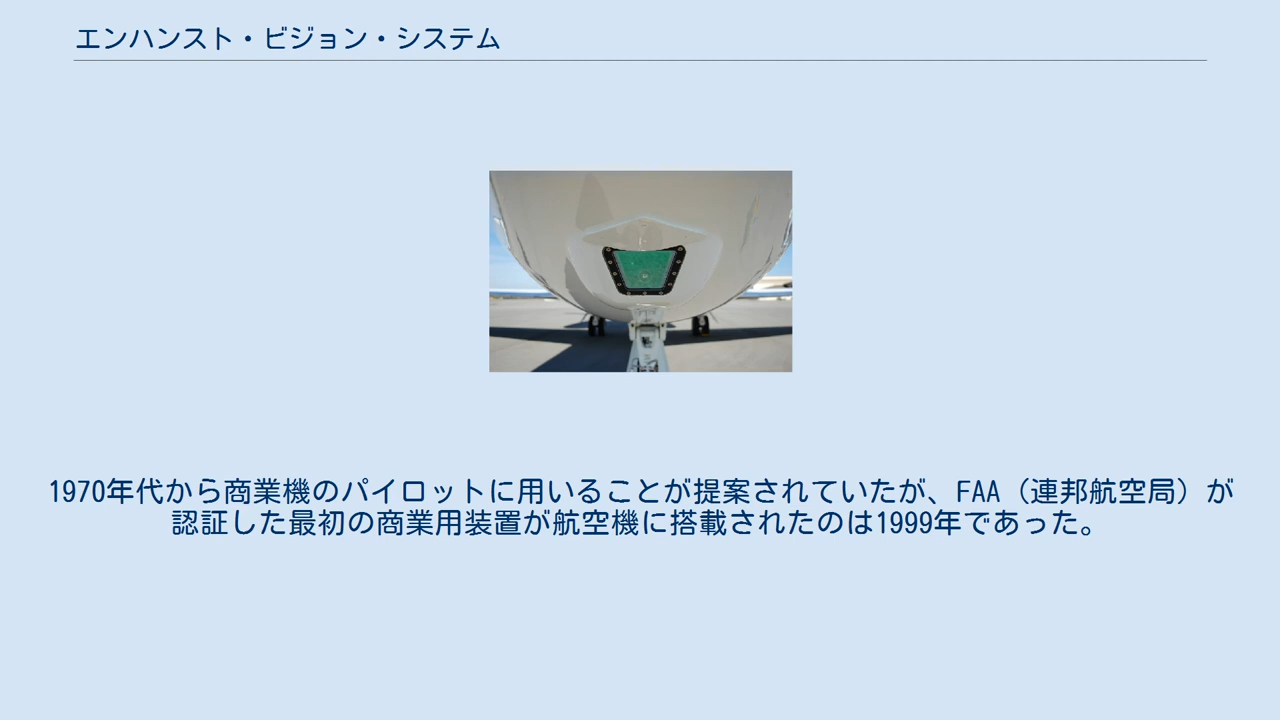 エンハンスト・ビジョン・システム
1970年代から商業機のパイロットに用いることが提案されていたが、FAA（連邦航空局）が
認証した最初の商業用装置が航空機に搭載されたのは1999年であった。